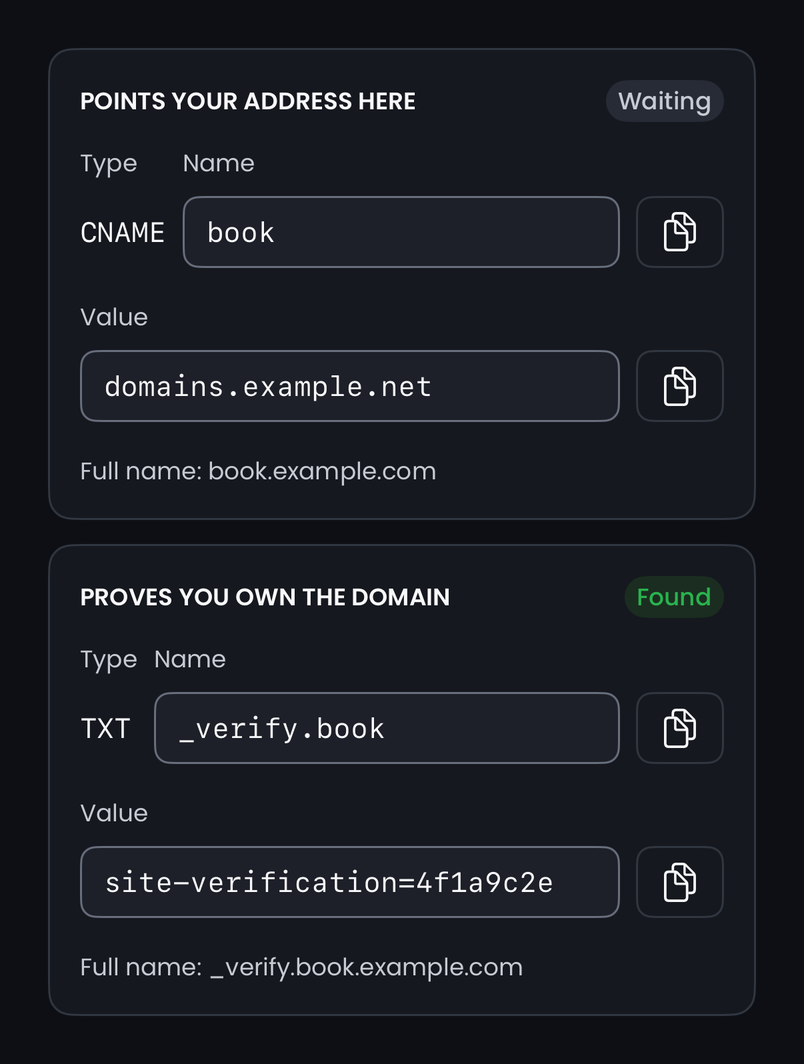 POINTS YOUR ADDRESS HERE Waiting
Type Name
CNAME book
Value
domains.example.net
Full name: book.example.com
PROVES YOU OWN THE DOMAIN Found
Type Name
TXT _verify.book
Value
site-verification=4f1a9c2e
Full name: _verify.book.example.com